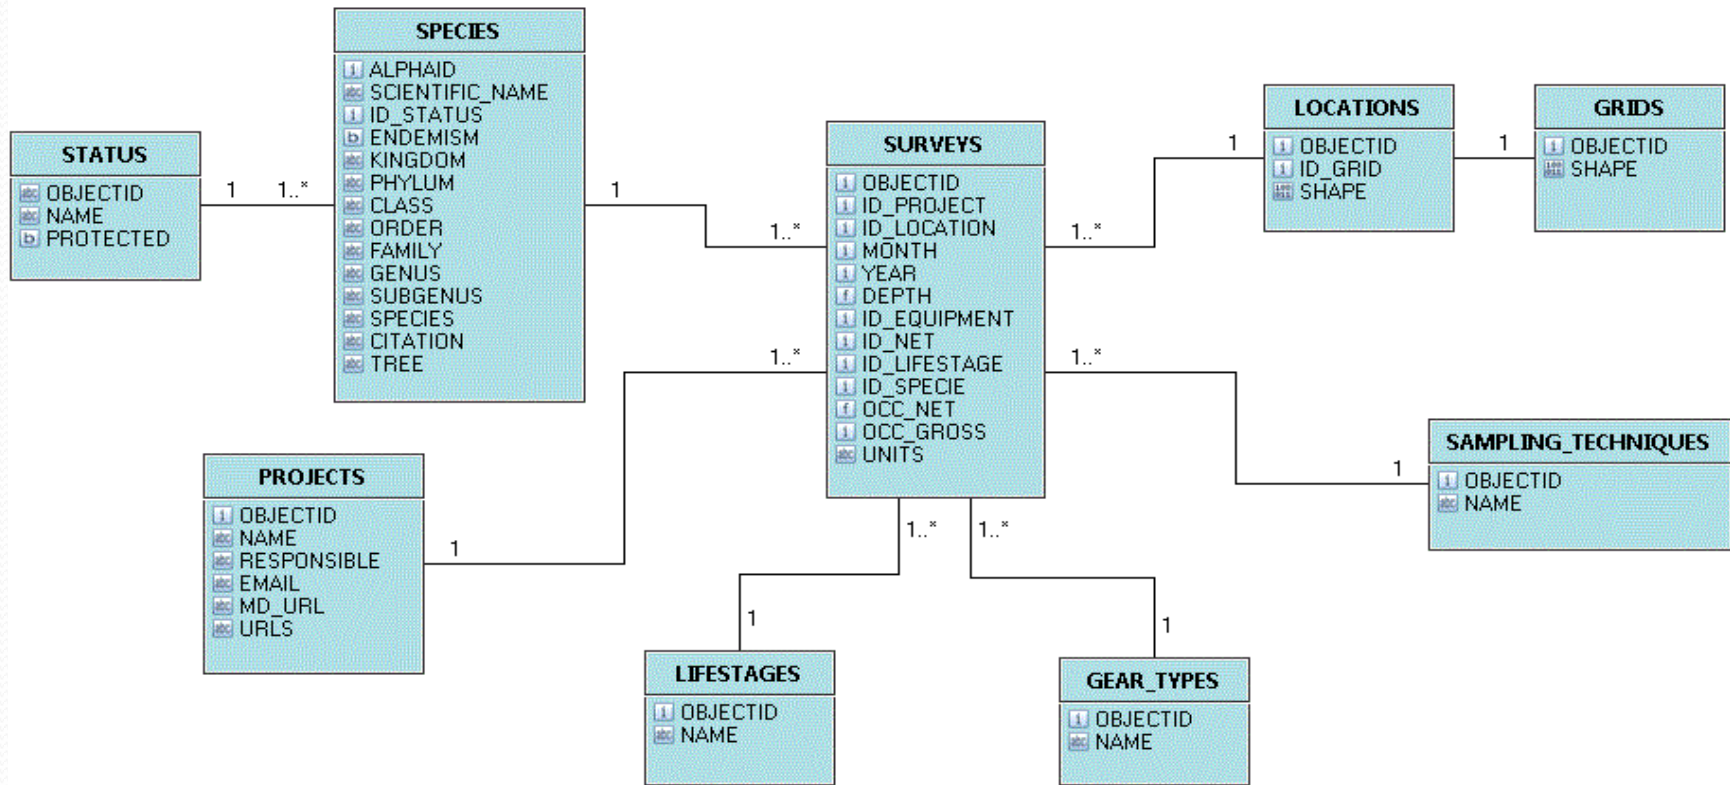 SPECIES
ALPHAID
SCIENTIFIC_NAME
ID_STATUS
ENDEMISM
KINGDOM
PHYLUM
CLASS
ORDER
FAMILY
GENUS
SUBGENUS
SPECIES
CITATION
TREE
STATUS
OBJECTID
NAME
PROTECTED
1
1..*
1
1..*
SURVEYS
OBJECTID
ID_PROJECT
ID_LOCATION
MONTH
YEAR
DEPTH
ID_EQUIPMENT
ID_NET
ID_LIFESTAGE
ID_SPECIE
OCC_NET
OCC_GROSS
UNITS
LOCATIONS
OBJECTID
ID_GRID
SHAPE
1
1..*
GRIDS
OBJECTID
SHAPE
1
1..*
1..*
SAMPLING_TECHNIQUES
OBJECTID
NAME
1
PROJECTS
OBJECTID
NAME
RESPONSIBLE
EMAIL
MD_URL
URLS
1
1..*
1..*
1
1
LIFESTAGES
OBJECTID
NAME
GEAR_TYPES
OBJECTID
NAME